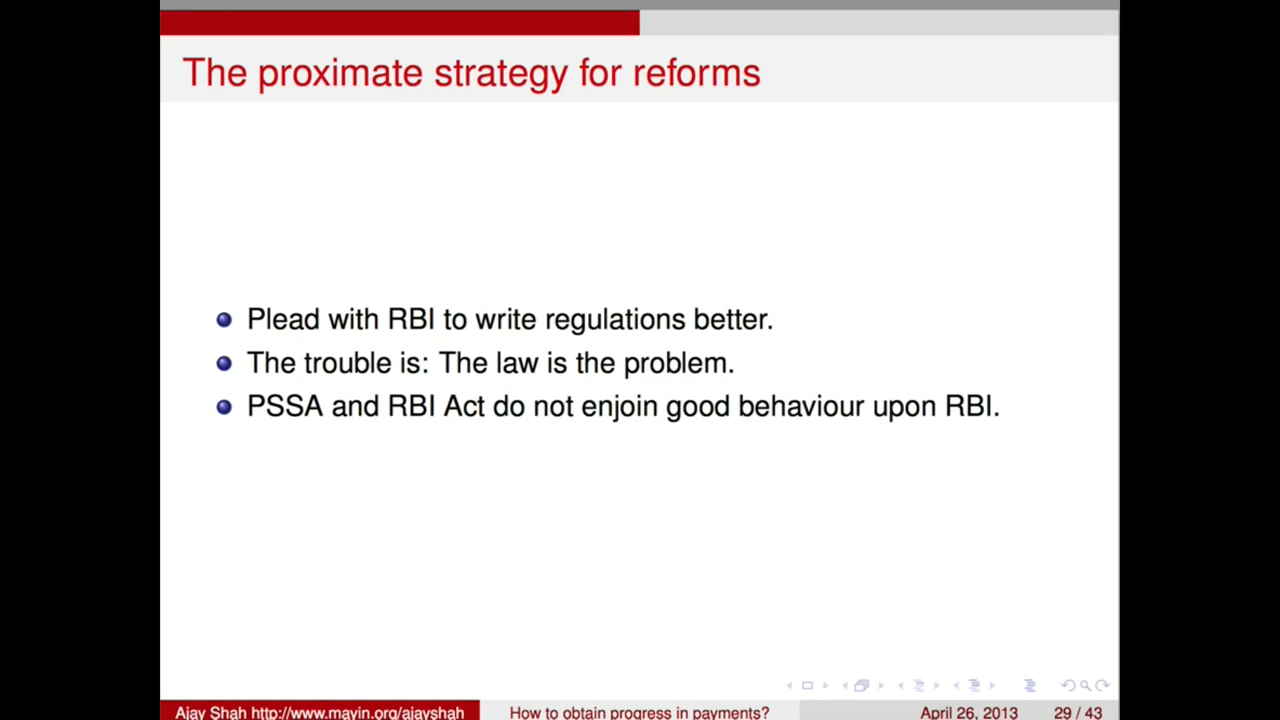 The proximate strategy for reforms
Plead with RBI to write regulations better.
The trouble is: The law is the problem.
PSSA and RBI Act do not enjoin good behaviour upon RBI.
Ajay Shah http://www.mayin.org/ajayshah How to obtain progress in payments? April 26, 2013 29 / 43